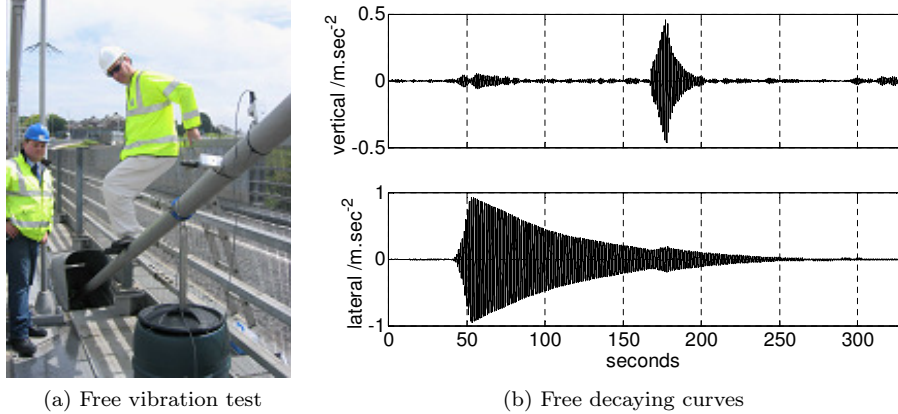 0.5
0
-0.5
vertical /m.sec-2
1
0
-1
lateral /m.sec-2
0 50 100 150 200 250 300
seconds
(a) Free vibration test
(b) Free decaying curves